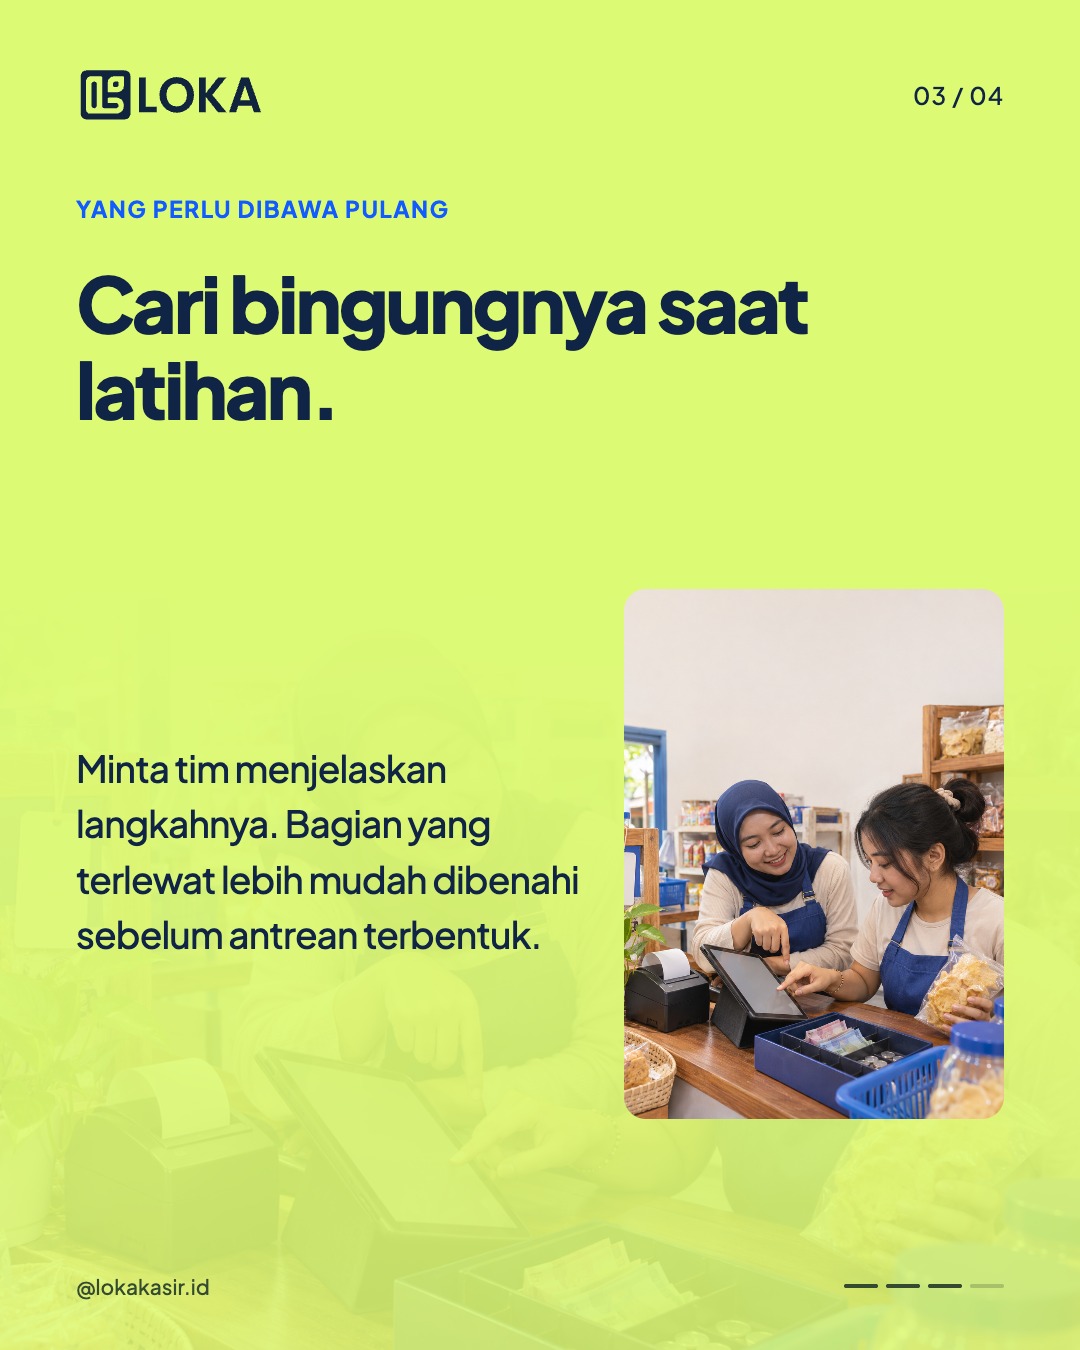 LOKA
03 / 04
YANG PERLU DIBAWA PULANG
Cari bingungnya saat
latihan.
Minta tim menjelaskan
langkahnya. Bagian yang
terlewat lebih mudah dibenahi
sebelum antrean terbentuk.
@lokakasir.id